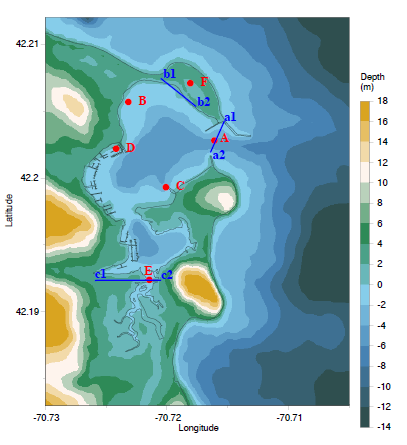 42.21
b1
F
B
b2
a1
A
D
a2
42.2
C
E
c1
c2
42.19
-70.73
-70.72
-70.71
Longitude
Latitude
Depth
(m)
18
16
14
12
10
8
6
4
2
0
-2
-4
-6
-8
-10
-12
-14